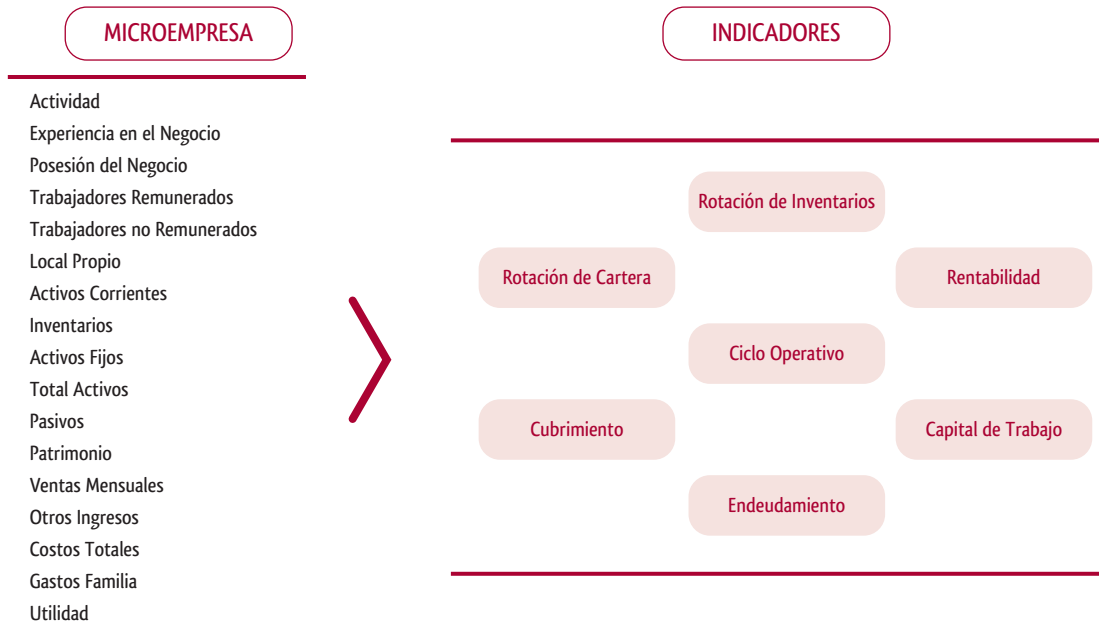 MICROEMPRESA
Actividad
Experiencia en el Negocio
Posesión del Negocio
Trabajadores Remunerados
Trabajadores no Remunerados
Local Propio
Activos Corrientes
Inventarios
Activos Fijos
Total Activos
Pasivos
Patrimonio
Ventas Mensuales
Otros Ingresos
Costos Totales
Gastos Familia
Utilidad
INDICADORES
Rotación de Inventarios
Rotación de Cartera
Rentabilidad
Ciclo Operativo
Cubrimiento
Capital de Trabajo
Endeudamiento